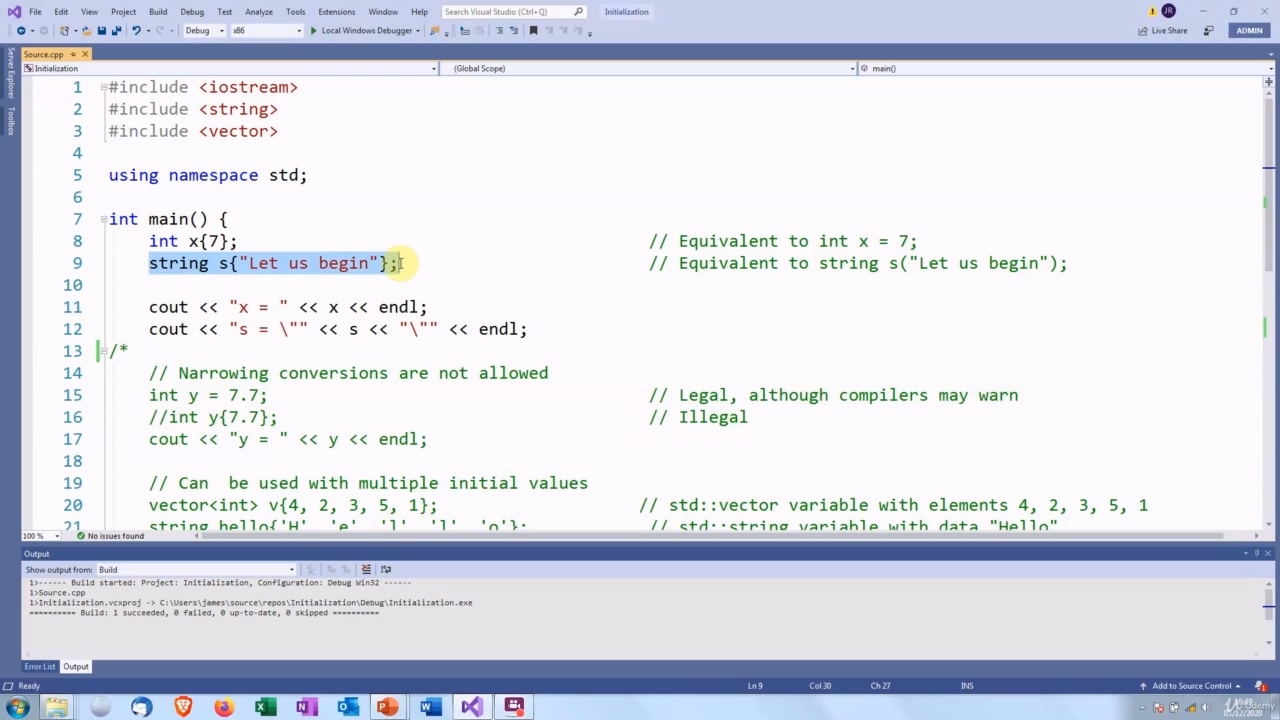 File Edit View Project Build Debug Test Analyze Tools Extensions Window Help Search Visual Studio (Ctrl+Q) Initialization JR
Debug x86 Local Windows Debugger Live Share ADMIN
Source.cpp
Initialization (Global Scope) main()
Server Explorer
Toolbox
1 #include <iostream>
2 #include <string>
3 #include <vector>
4
5 using namespace std;
6
7 int main() {
8 int x{7}; // Equivalent to int x = 7;
9 string s{"Let us begin"}; // Equivalent to string s("Let us begin");
10
11 cout << "x = " << x << endl;
12 cout << "s = \"" << s << "\"" << endl;
13 /*
14 // Narrowing conversions are not allowed
15 int y = 7.7; // Legal, although compilers may warn
16 //int y{7.7}; // Illegal
17 cout << "y = " << y << endl;
18
19 // Can  be used with multiple initial values
20 vector<int> v{4, 2, 3, 5, 1}; // std::vector variable with elements 4, 2, 3, 5, 1
21 string hello{'H', 'e', 'l', 'l', 'o'}; // std::string variable with data "Hello"
100 % No issues found
Output
Show output from: Build
1>------ Build started: Project: Initialization, Configuration: Debug Win32 ------
1>Source.cpp
1>Initialization.vcxproj -> C:\Users\james\source\repos\Initialization\Debug\Initialization.exe
========== Build: 1 succeeded, 0 failed, 0 up-to-date, 0 skipped ==========
Error List Output
Ready Ln 9 Col 30 Ch 27 INS Add to Source Control 1
Udemy
05/12/2020